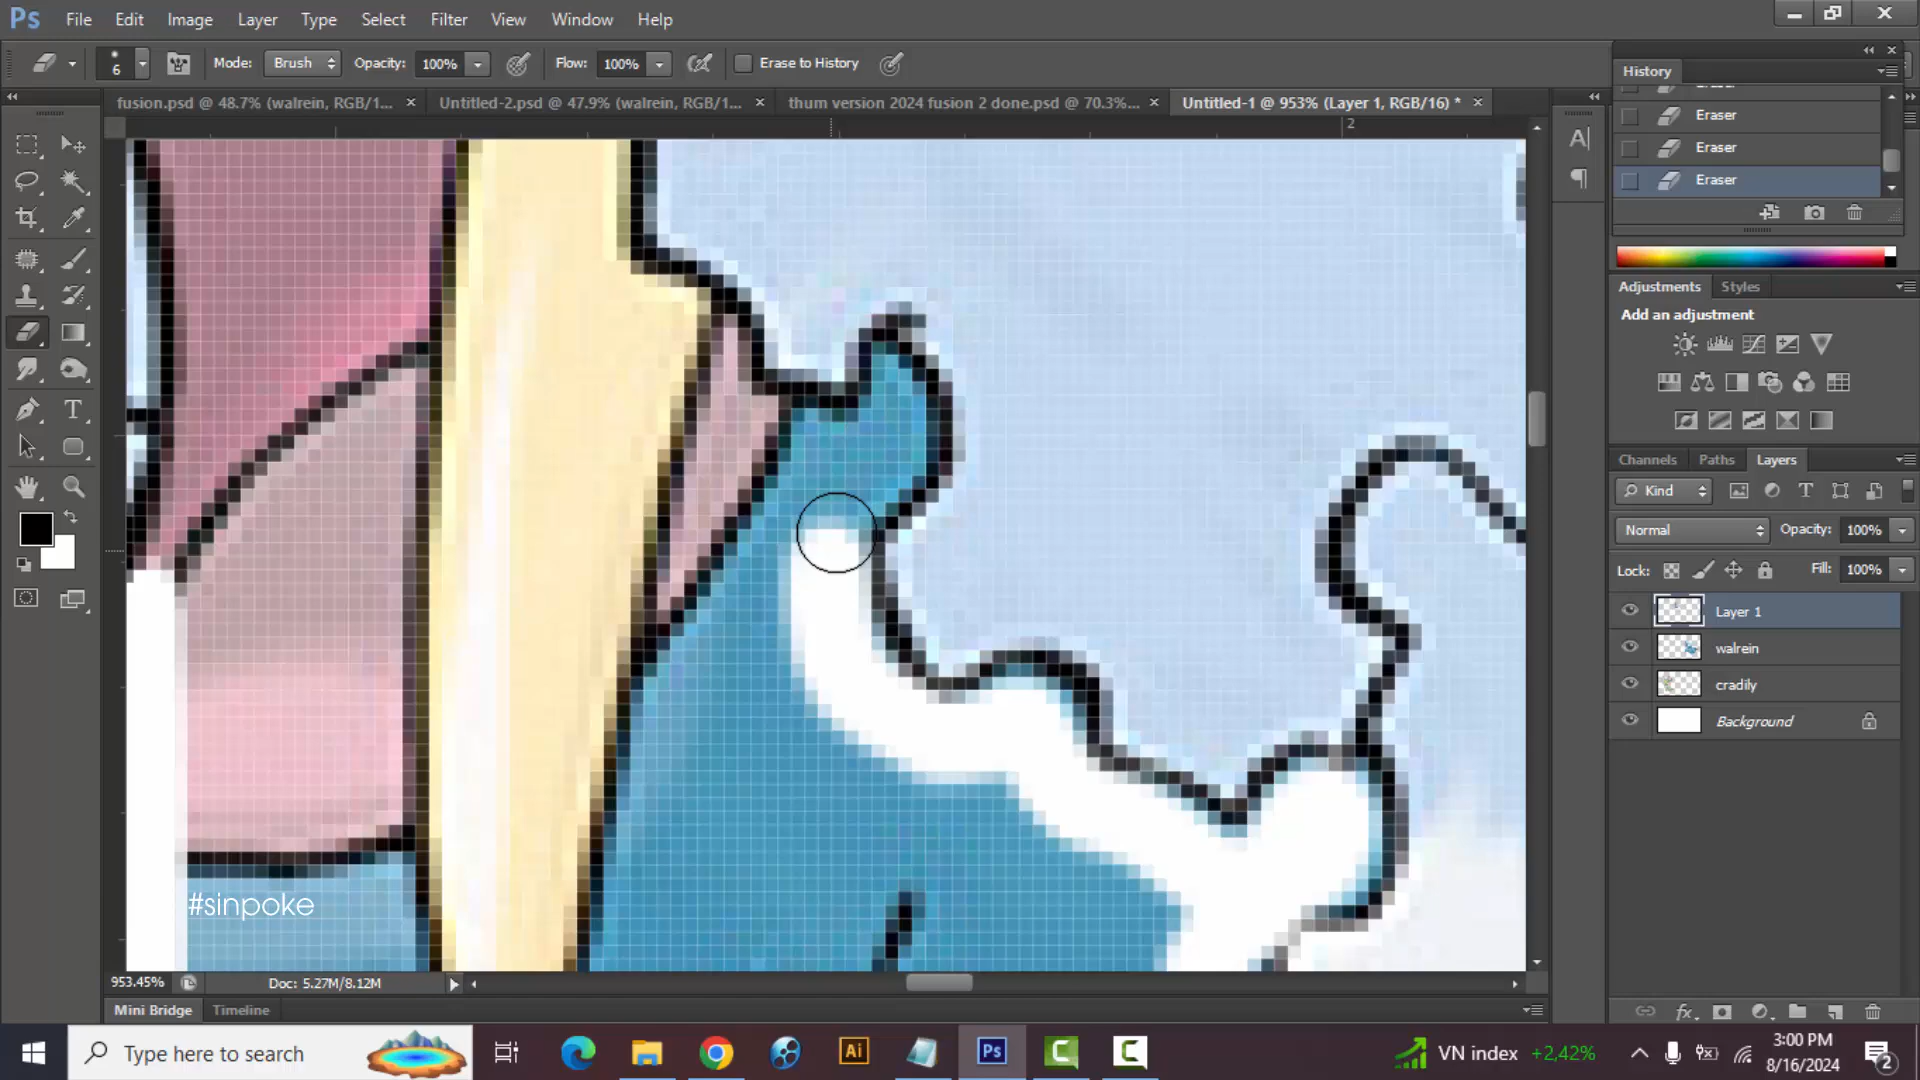 Ps File Edit Image Layer Type Select Filter View Window Help
6 Mode: Brush Opacity: 100% Flow: 100% Erase to History
History
fusion.psd @ 48.7% (walrein, RGB/1... × Untitled-2.psd @ 47.9% (walrein, RGB/1... × thum version 2024 fusion 2 done.psd @ 70.3%... × Untitled-1 @ 953% (Layer 1, RGB/16) * ×
2
Eraser
Eraser
Eraser
Adjustments Styles
Add an adjustment
Channels Paths Layers
Kind
Normal Opacity: 100%
Lock: Fill: 100%
Layer 1
walrein
cradily
Background
#sinpoke
953.45% Doc: 5.27M/8.12M
Mini Bridge Timeline
Type here to search
Ai Ps
VN index +2,42%
3:00 PM
8/16/2024
2